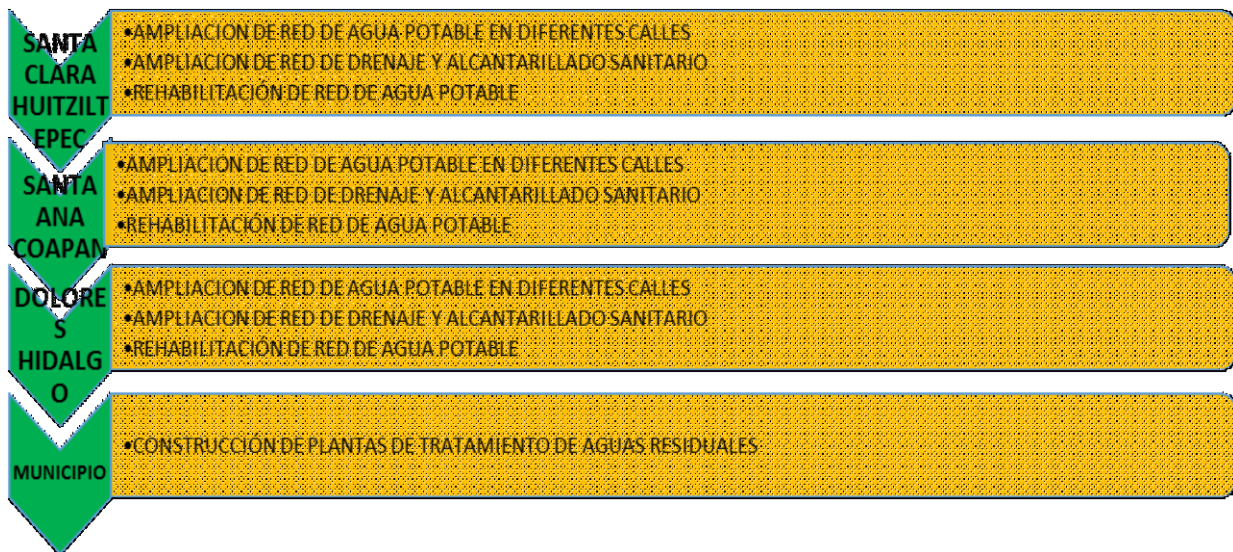 SANTA
CLARA
HUITZILT
EPEC
•AMPLIACION DE RED DE AGUA POTABLE EN DIFERENTES CALLES
•AMPLIACION DE RED DE DRENAJE Y ALCANTARILLADO SANITARIO
•REHABILITACIÓN DE RED DE AGUA POTABLE
SANTA
ANA
COAPAN
•AMPLIACION DE RED DE AGUA POTABLE EN DIFERENTES CALLES
•AMPLIACION DE RED DE DRENAJE Y ALCANTARILLADO SANITARIO
•REHABILITACIÓN DE RED DE AGUA POTABLE
DOLORE
S
HIDALG
O
•AMPLIACION DE RED DE AGUA POTABLE EN DIFERENTES CALLES
•AMPLIACION DE RED DE DRENAJE Y ALCANTARILLADO SANITARIO
•REHABILITACIÓN DE RED DE AGUA POTABLE
MUNICIPIO
•CONSTRUCCIÓN DE PLANTAS DE TRATAMIENTO DE AGUAS RESIDUALES